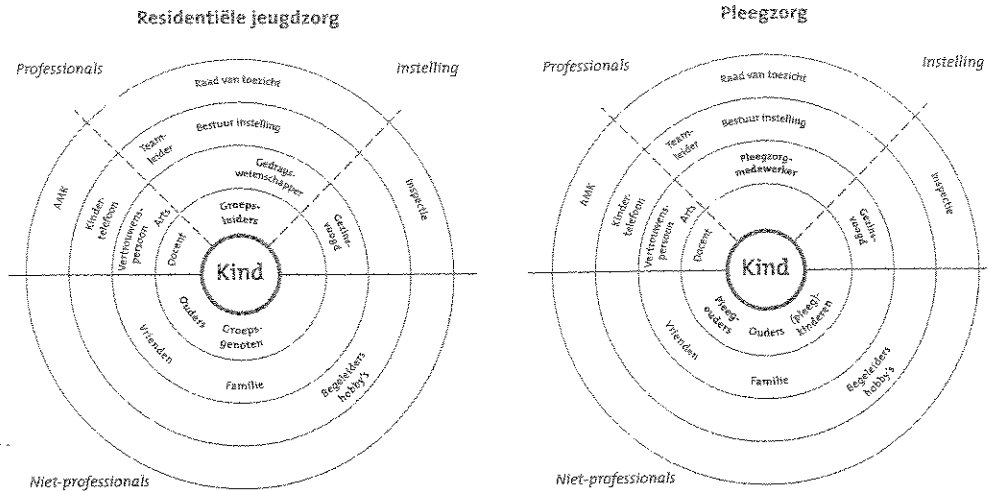 Residentiële jeugdzorg
Professionals
instelling
Raad van toezicht
Bestuur instelling
Team-
leider
Gedrags-
wetenschapper
Groeps-
leiders
AMK
Kinder
telefoon
Vertrouwens-
persoon
Arts
Docent
Gezins-
voogd
Inspectie
Kind
Ouders
Groeps-
genoten
Vrienden
Familie
Begeleiders
hobby's
Niet-professionals
Pleegzorg
Professionals
Instelling
Raad van toezicht
Bestuur instelling
Team-
leider
Pleegzorg-
medewerker
AMK
Kinder
telefoon
Vertrouwens-
persoon
Arts
Docent
Gezins-
voogd
Inspectie
Kind
Pleeg-
ouders
Ouders
(pleeg)-
kinderen
Vrienden
Familie
Begeleiders
hobby's
Niet-professionals